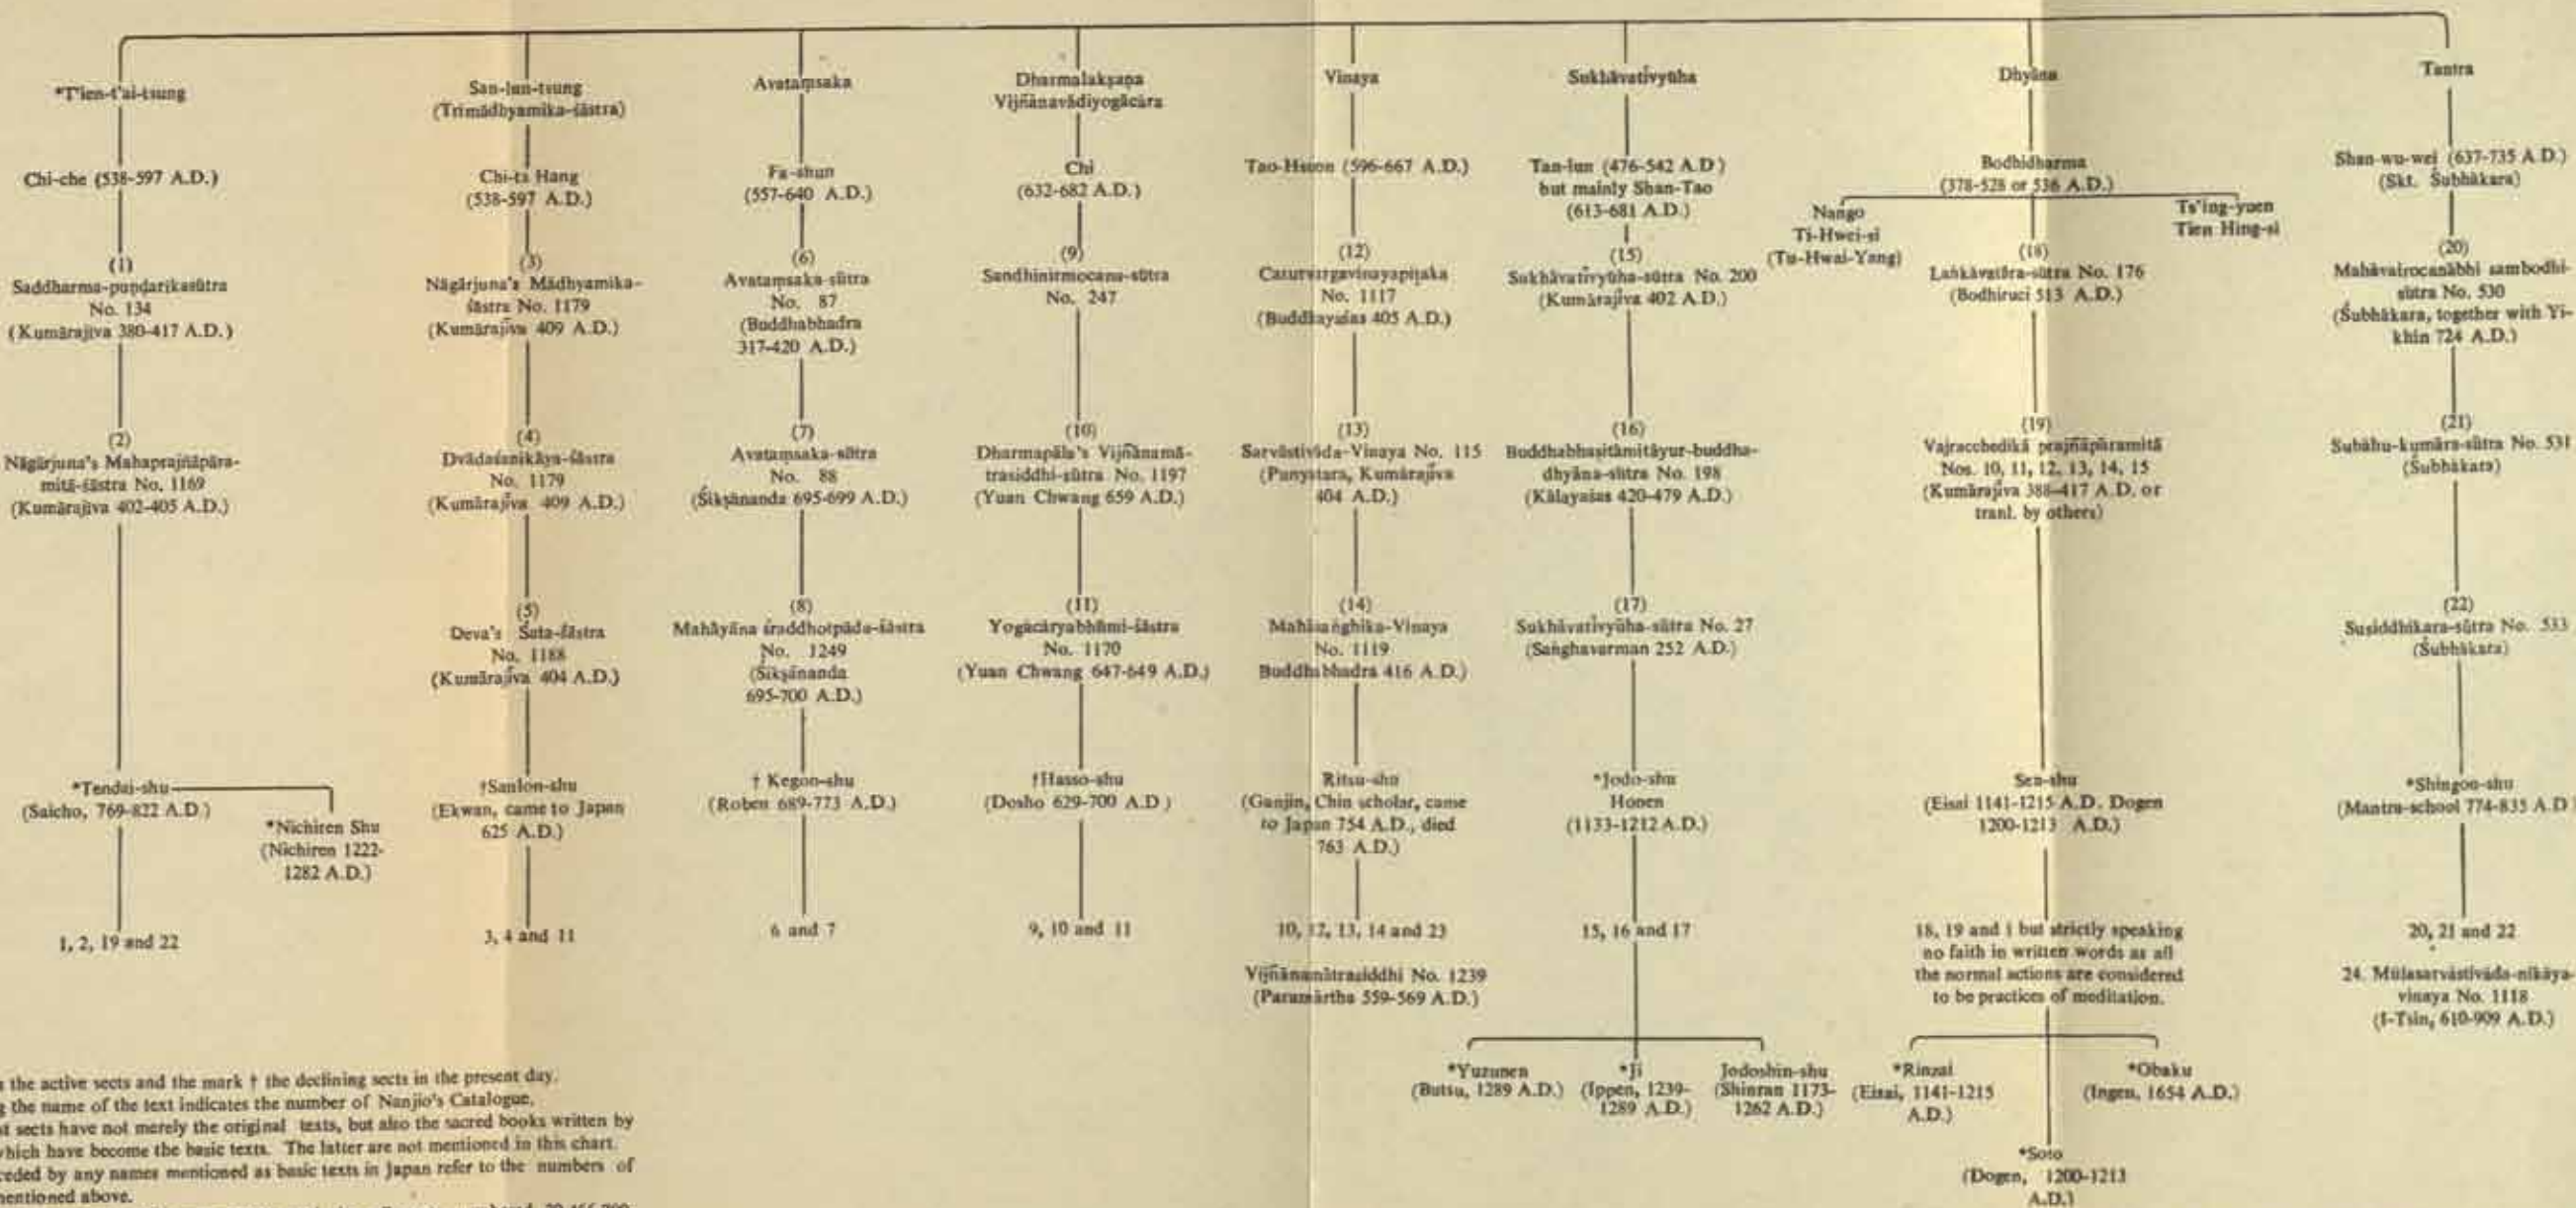 *T'ien-t'ai-tsung
Chi-che (538-597 A.D.)
(1)
Saddharma-puṇḍarikasūtra
No. 134
(Kumārajīva 380-417 A.D.)
(2)
Nāgārjuna's Mahaprajñāpāra-
mitā-śāstra No. 1169
(Kumārajīva 402-405 A.D.)
*Tendai-shu
(Saicho, 769-822 A.D.)
*Nichiren Shu
(Nichiren 1222-
1282 A.D.)
1, 2, 19 and 22
San-lun-tsung
(Trimādhyamika-śāstra)
Chi-ta Hang
(538-597 A.D.)
(3)
Nāgārjuna's Mādhyamika-
śāstra No. 1179
(Kumārajīva 409 A.D.)
(4)
Dvādaśanikāya-śāstra
No. 1179
(Kumārajīva 409 A.D.)
(5)
Deva's Śata-śāstra
No. 1188
(Kumārajīva 404 A.D.)
†Sanlon-shu
(Ekwan, came to Japan
625 A.D.)
3, 4 and 11
Avataṃsaka
Fa-shun
(557-640 A.D.)
(6)
Avataṃsaka-sūtra
No. 87
(Buddhabhadra
317-420 A.D.)
(7)
Avataṃsaka-sūtra
No. 88
(Śikṣānanda 695-699 A.D.)
(8)
Mahāyāna śraddhotpāda-śāstra
No. 1249
(Śikṣānanda
695-700 A.D.)
† Kegon-shu
(Roben 689-773 A.D.)
6 and 7
Dharmalakṣaṇa
Vijñānavādiyogācāra
Chi
(632-682 A.D.)
(9)
Sandhinirmocana-sūtra
No. 247
(10)
Dharmapāla's Vijñānamā-
trasiddhi-sūtra No. 1197
(Yuan Chwang 659 A.D.)
(11)
Yogācāryabhūmi-śāstra
No. 1170
(Yuan Chwang 647-649 A.D.)
†Hasso-shu
(Dosho 629-700 A.D.)
9, 10 and 11
Vinaya
Tao-Hsuon (596-667 A.D.)
(12)
Caturvargavinayapiṭaka
No. 1117
(Buddhayaśas 405 A.D.)
(13)
Sarvāstivāda-Vinaya No. 115
(Punyatara, Kumārajīva
404 A.D.)
(14)
Mahāsaṅghika-Vinaya
No. 1119
Buddhabhadra 416 A.D.)
Ritsu-shu
(Ganjin, Chin scholar, came
to Japan 754 A.D., died
763 A.D.)
10, 12, 13, 14 and 23
Vijñānamātrasiddhi No. 1239
(Paramārtha 559-569 A.D.)
Sukhāvatīvyūha
Tan-lun (476-542 A.D)
but mainly Shan-Tao
(613-681 A.D.)
(15)
Sukhāvatīvyūha-sūtra No. 200
(Kumārajīva 402 A.D.)
(16)
Buddhabhaṣitāmitāyur-buddha-
dhyāna-sūtra No. 198
(Kālayaśas 420-479 A.D.)
(17)
Sukhāvatīvyūha-sūtra No. 27
(Saṅghavarman 252 A.D.)
*Jodo-shu
Honen
(1133-1212 A.D.)
15, 16 and 17
*Yuzunen
(Butsu, 1289 A.D.)
*Ji
(Ippen, 1239-
1289 A.D.)
Jodoshin-shu
(Shinran 1173-
1262 A.D.)
Dhyāna
Bodhidharma
(378-528 or 536 A.D.)
Nango
Ti-Hwei-si
(Tu-Hwai-Yang)
Ts'ing-yuen
Tien Hing-si
(18)
Laṅkāvatāra-sūtra No. 176
(Bodhiruci 513 A.D.)
(19)
Vajracchedikā prajñāpāramitā
Nos. 10, 11, 12, 13, 14, 15
(Kumārajīva 388-417 A.D. or
tranl. by others)
Sen-shu
(Eisai 1141-1215 A.D. Dogen
1200-1213 A.D.)
18, 19 and 1 but strictly speaking
no faith in written words as all
the normal actions are considered
to be practices of meditation.
*Rinzai
(Eisai, 1141-1215
A.D.)
*Obaku
(Ingen, 1654 A.D.)
*Soto
(Dogen, 1200-1213
A.D.)
Tantra
Shan-wu-wei (637-735 A.D.)
(Skt. Śubhākara)
(20)
Mahāvairocanābhi sambodhi-
sūtra No. 530
(Śubhākara, together with Yi-
khin 724 A.D.)
(21)
Subāhu-kumāra-sūtra No. 531
(Śubhākara)
(22)
Susiddhikara-sūtra No. 533
(Śubhākara)
*Shingon-shu
(Mantra-school 774-835 A.D
20, 21 and 22
24. Mūlasarvāstivāda-nikāya-
vinaya No. 1118
(I-Tsin, 610-909 A.D.)
the active sects and the mark † the declining sects in the present day.
the name of the text indicates the number of Nanjio's Catalogue.
sects have not merely the original texts, but also the sacred books written by
which have become the basic texts. The latter are not mentioned in this chart.
by any names mentioned as basic texts in Japan refer to the numbers of
mentioned above.